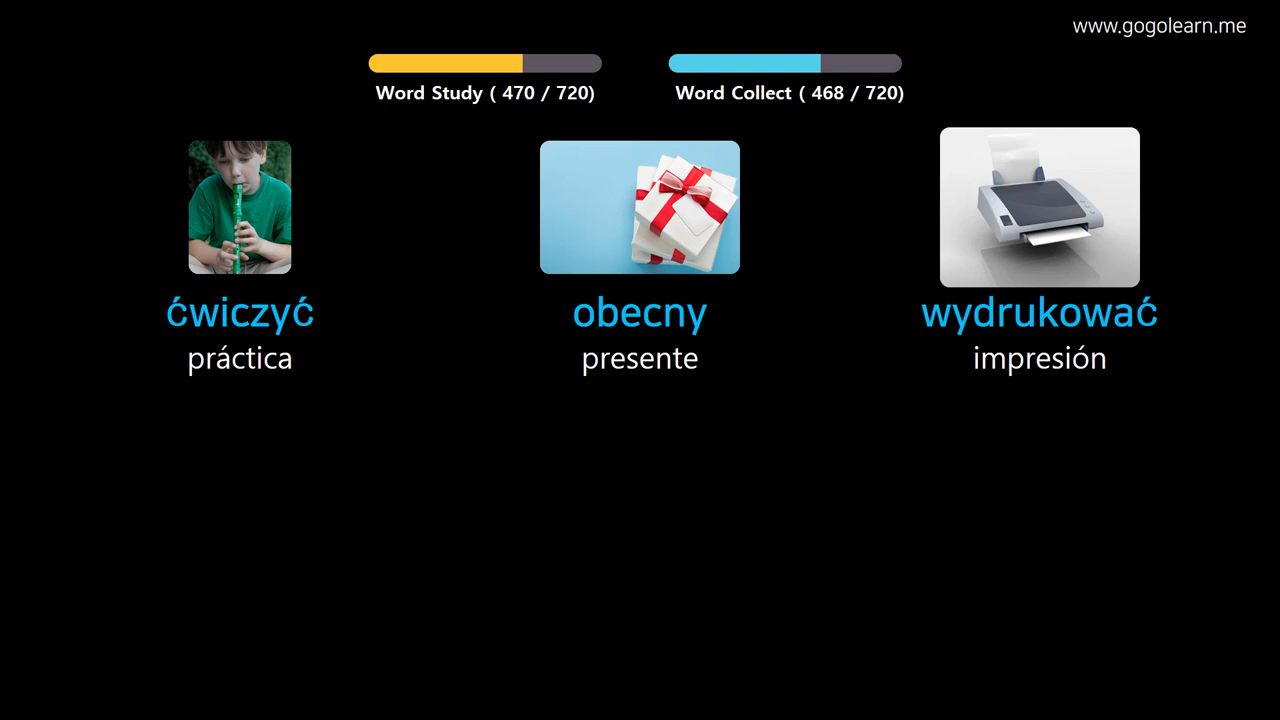 www.gogolearn.me
Word Study ( 470 / 720)
Word Collect ( 468 / 720)
ćwiczyć
obecny
wydrukować
práctica
presente
impresión